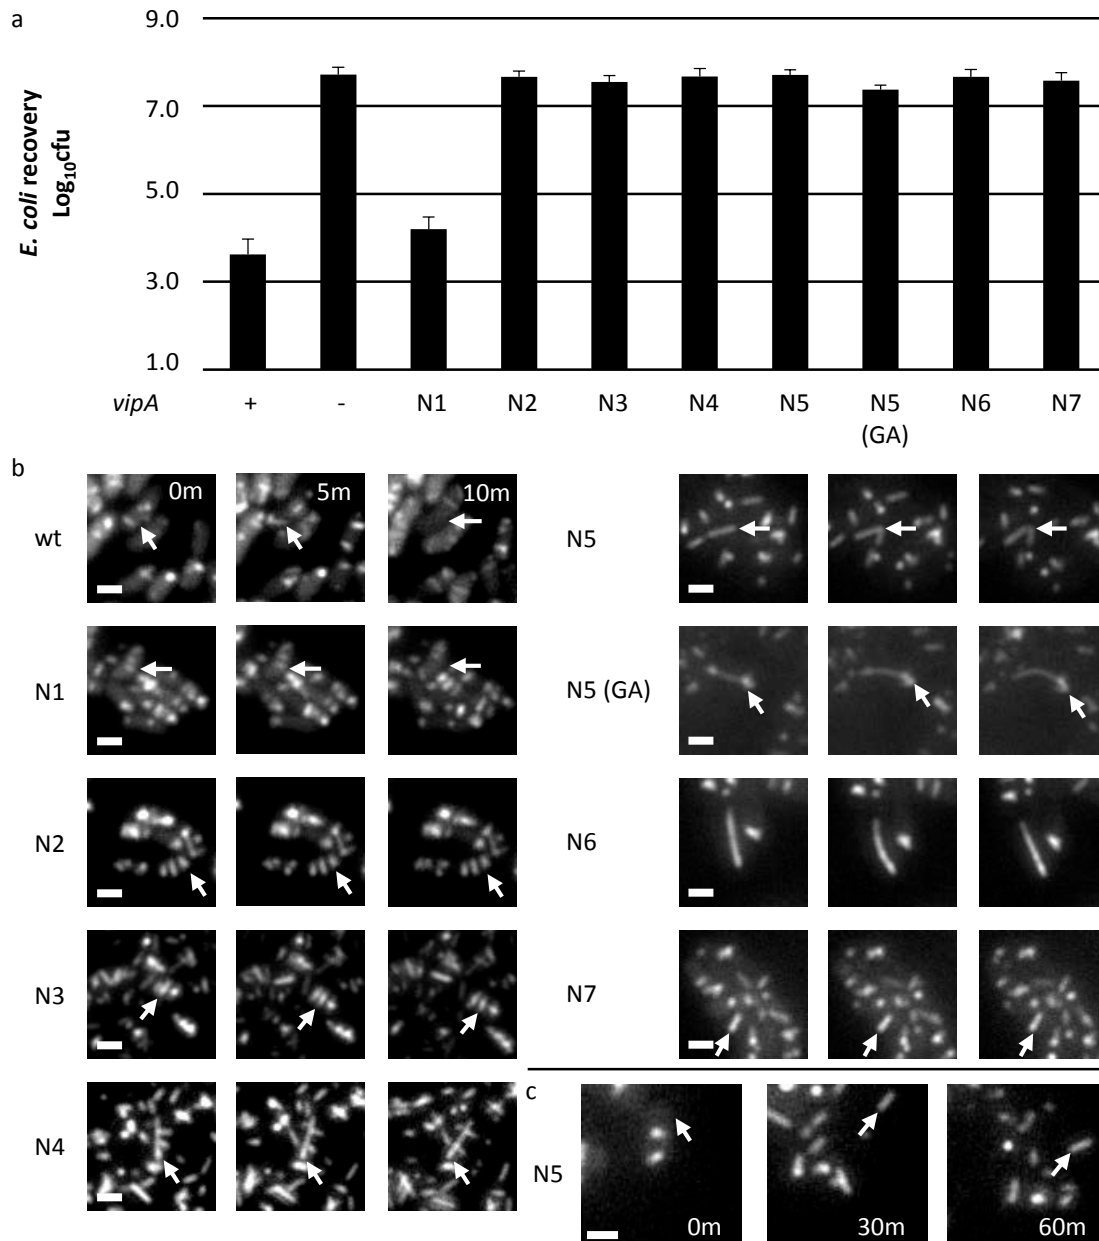 a
9.0
7.0
5.0
3.0
1.0
E. coli recovery
Log10cfu
vipA + - N1 N2 N3 N4 N5 N5 N6 N7
(GA)
b
wt
0m 5m 10m
N1
N2
N3
N4
N5
N5 (GA)
N6
N7
c
N5
0m 30m 60m